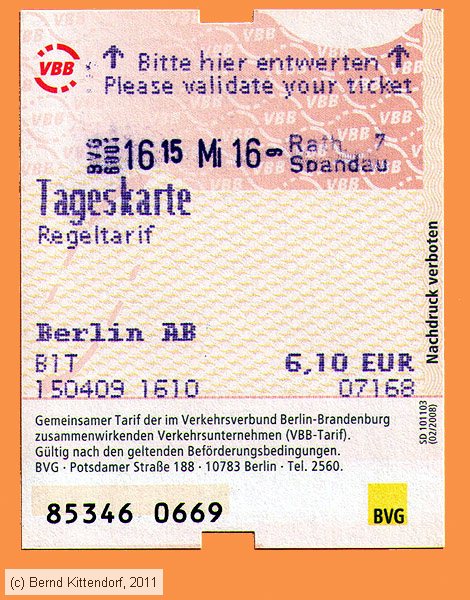 VBB
Bitte hier entwerten
Please validate your ticket
BVG 16 15 Mi 16 Rath. 7
Spandau
Tageskarte
Regeltarif
Berlin AB
B1T 6,10 EUR
150409 1610 07168
Nachdruck verboten
SD 101103
(02/2008)
Gemeinsamer Tarif der im Verkehrsverbund Berlin-Brandenburg
zusammenwirkenden Verkehrsunternehmen (VBB-Tarif).
Gültig nach den geltenden Beförderungsbedingungen.
BVG · Potsdamer Straße 188 · 10783 Berlin · Tel. 2560.
85346 0669
BVG
(c) Bernd Kittendorf, 2011